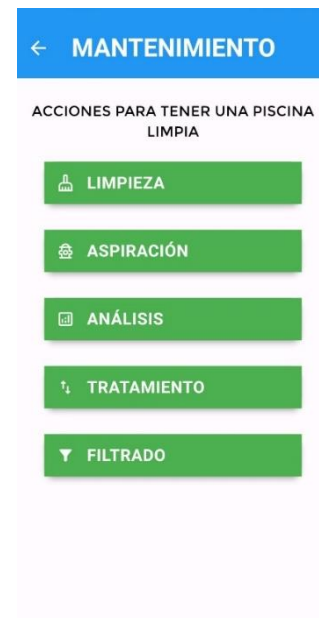 MANTENIMIENTO
ACCIONES PARA TENER UNA PISCINA
LIMPIA
LIMPIEZA
ASPIRACIÓN
ANÁLISIS
TRATAMIENTO
FILTRADO